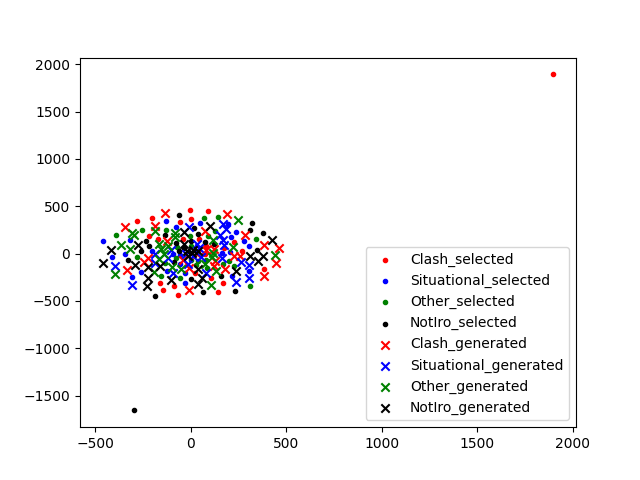 2000
1500
1000
500
0
−500
−1000
−1500
−500
0
500
1000
1500
2000
Clash_selected
Situational_selected
Other_selected
NotIro_selected
Clash_generated
Situational_generated
Other_generated
NotIro_generated